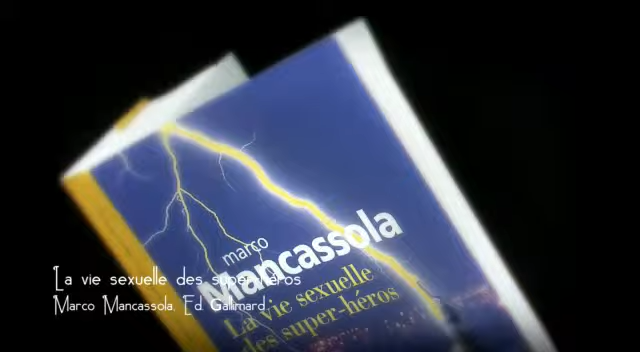 marco
Mancassola
La vie sexuelle
des super-héros
La vie sexuelle des super-héros
Marco Mancassola, Ed. Gallimard